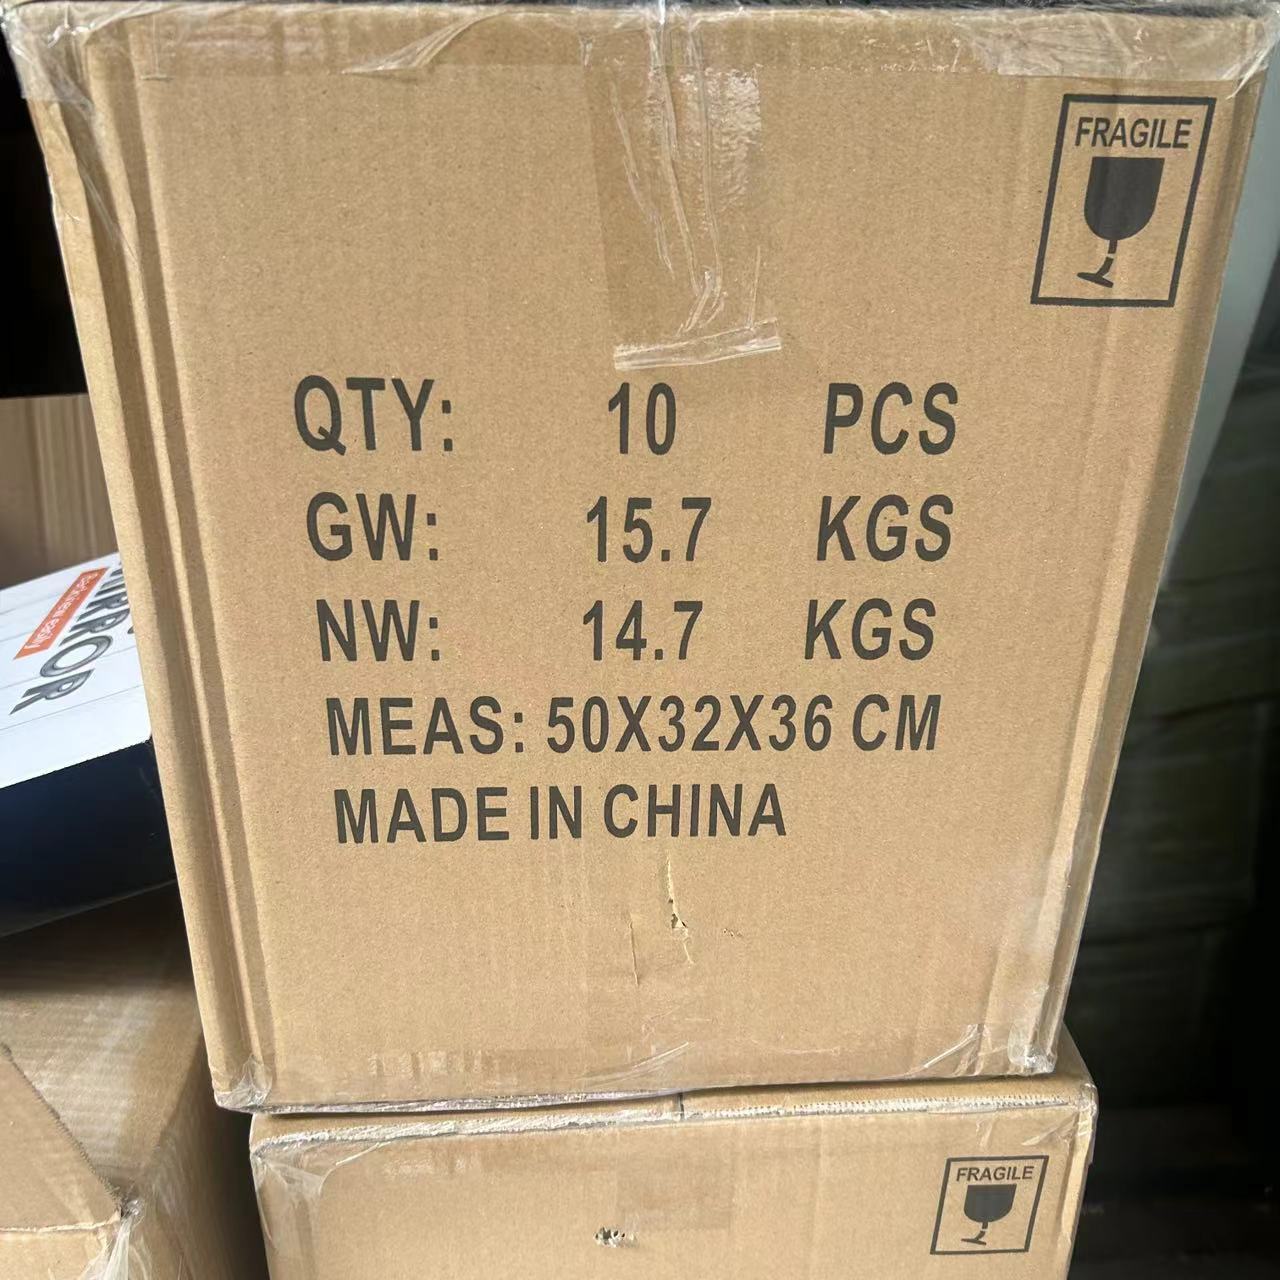 FRAGILE
QTY: 10 PCS
GW: 15.7 KGS
NW: 14.7 KGS
MEAS: 50X32X36 CM
MADE IN CHINA
FRAGILE